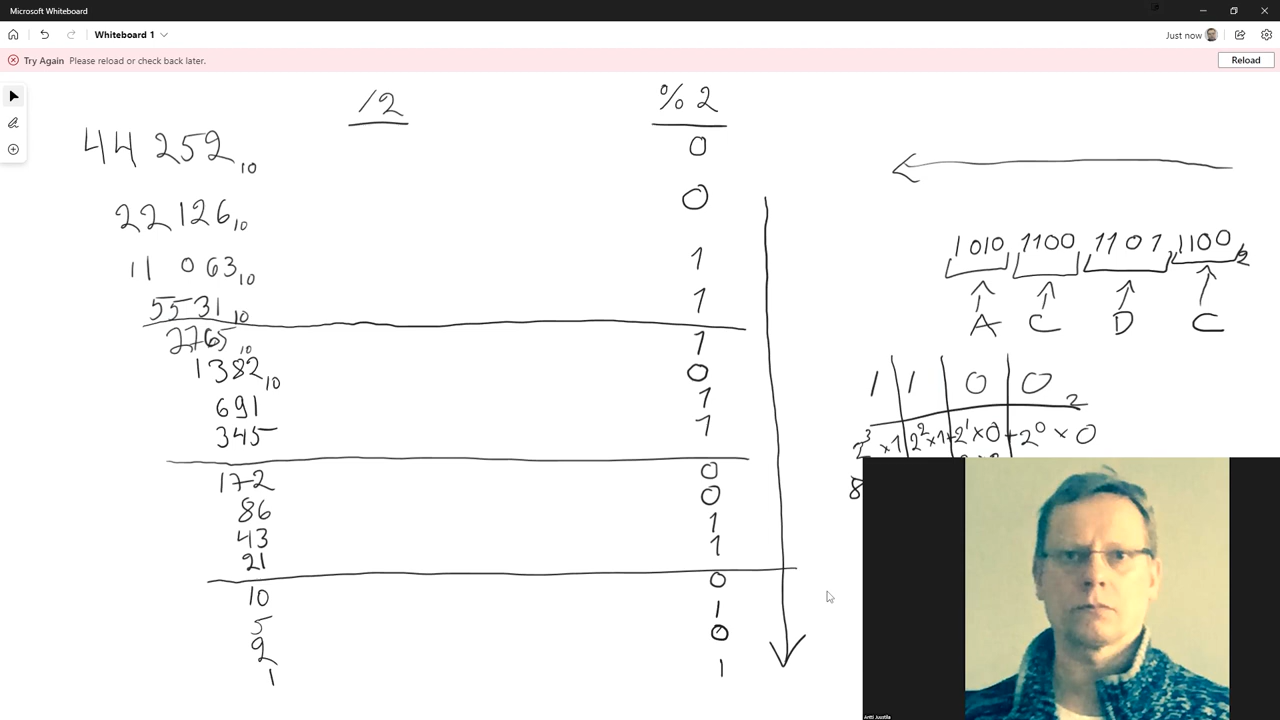 Microsoft Whiteboard
Whiteboard 1
Just now
Try Again Please reload or check back later.
Reload
/2 % 2
44 252₁₀ 0
22 126₁₀ 0
11 063₁₀ 1
5531₁₀ 1
2765₁₀ 1
1382₁₀ 0
691 1
345 1
172 0
86 0
43 1
21 1
10 0
5 1
2 0
1 1
1010 1100 1101 1100₂
A C D C
1 1 0 0₂
2³×1 2²×1+2¹×0+2⁰×0
8
Antti Juustila